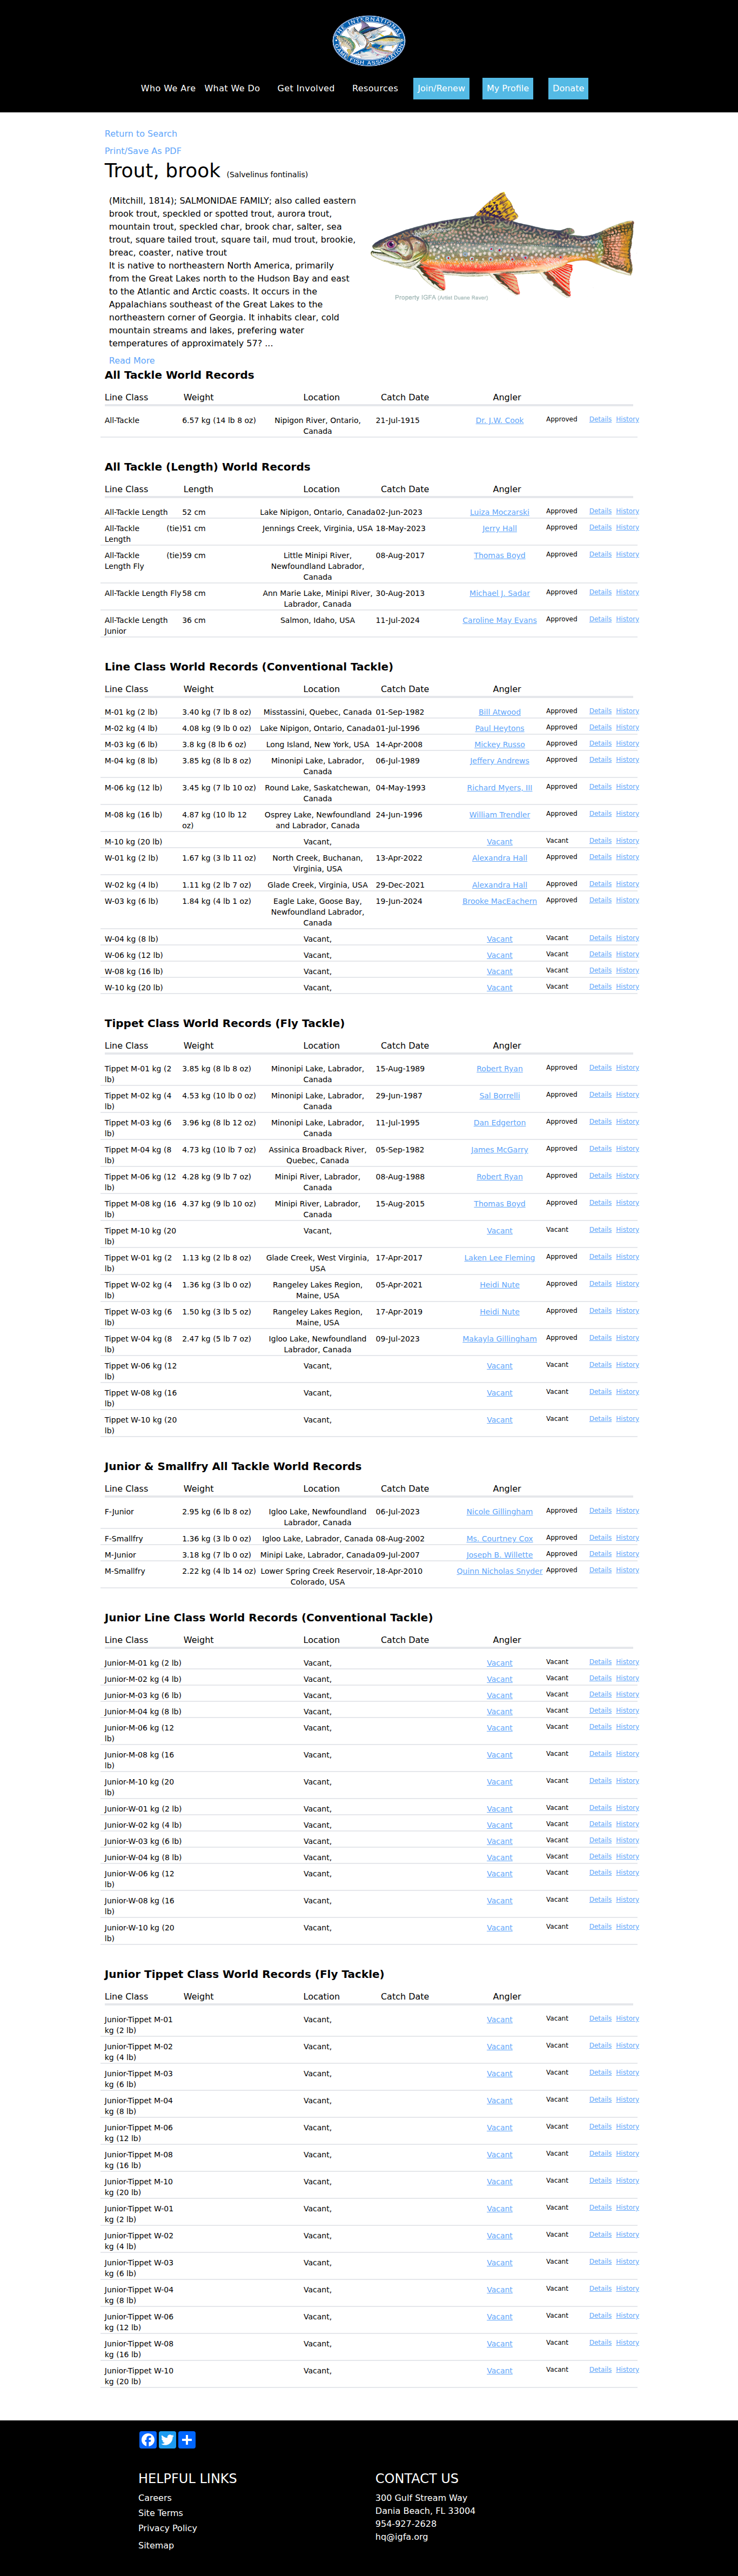 THE INTERNATIONAL
GAME FISH ASSOCIATION
Who We Are What We Do Get Involved Resources Join/Renew My Profile Donate
Return to Search
Print/Save As PDF
Trout, brook (Salvelinus fontinalis)
(Mitchill, 1814); SALMONIDAE FAMILY; also called eastern
brook trout, speckled or spotted trout, aurora trout,
mountain trout, speckled char, brook char, salter, sea
trout, square tailed trout, square tail, mud trout, brookie,
breac, coaster, native trout
It is native to northeastern North America, primarily
from the Great Lakes north to the Hudson Bay and east
to the Atlantic and Arctic coasts. It occurs in the
Appalachians southeast of the Great Lakes to the
northeastern corner of Georgia. It inhabits clear, cold
mountain streams and lakes, prefering water
temperatures of approximately 57? ...
Property IGFA (Artist Duane Raver)
Read More
All Tackle World Records
Line Class Weight Location Catch Date Angler
All-Tackle 6.57 kg (14 lb 8 oz) Nipigon River, Ontario, 21-Jul-1915 Dr. J.W. Cook Approved Details History
Canada
All Tackle (Length) World Records
Line Class Length Location Catch Date Angler
All-Tackle Length 52 cm Lake Nipigon, Ontario, Canada 02-Jun-2023 Luiza Moczarski Approved Details History
All-Tackle (tie) 51 cm Jennings Creek, Virginia, USA 18-May-2023 Jerry Hall Approved Details History
Length
All-Tackle (tie) 59 cm Little Minipi River, 08-Aug-2017 Thomas Boyd Approved Details History
Length Fly Newfoundland Labrador,
Canada
All-Tackle Length Fly 58 cm Ann Marie Lake, Minipi River, 30-Aug-2013 Michael J. Sadar Approved Details History
Labrador, Canada
All-Tackle Length 36 cm Salmon, Idaho, USA 11-Jul-2024 Caroline May Evans Approved Details History
Junior
Line Class World Records (Conventional Tackle)
Line Class Weight Location Catch Date Angler
M-01 kg (2 lb) 3.40 kg (7 lb 8 oz) Misstassini, Quebec, Canada 01-Sep-1982 Bill Atwood Approved Details History
M-02 kg (4 lb) 4.08 kg (9 lb 0 oz) Lake Nipigon, Ontario, Canada 01-Jul-1996 Paul Heytons Approved Details History
M-03 kg (6 lb) 3.8 kg (8 lb 6 oz) Long Island, New York, USA 14-Apr-2008 Mickey Russo Approved Details History
M-04 kg (8 lb) 3.85 kg (8 lb 8 oz) Minonipi Lake, Labrador, 06-Jul-1989 Jeffery Andrews Approved Details History
Canada
M-06 kg (12 lb) 3.45 kg (7 lb 10 oz) Round Lake, Saskatchewan, 04-May-1993 Richard Myers, III Approved Details History
Canada
M-08 kg (16 lb) 4.87 kg (10 lb 12 Osprey Lake, Newfoundland 24-Jun-1996 William Trendler Approved Details History
oz) and Labrador, Canada
M-10 kg (20 lb) Vacant, Vacant Vacant Details History
W-01 kg (2 lb) 1.67 kg (3 lb 11 oz) North Creek, Buchanan, 13-Apr-2022 Alexandra Hall Approved Details History
Virginia, USA
W-02 kg (4 lb) 1.11 kg (2 lb 7 oz) Glade Creek, Virginia, USA 29-Dec-2021 Alexandra Hall Approved Details History
W-03 kg (6 lb) 1.84 kg (4 lb 1 oz) Eagle Lake, Goose Bay, 19-Jun-2024 Brooke MacEachern Approved Details History
Newfoundland Labrador,
Canada
W-04 kg (8 lb) Vacant, Vacant Vacant Details History
W-06 kg (12 lb) Vacant, Vacant Vacant Details History
W-08 kg (16 lb) Vacant, Vacant Vacant Details History
W-10 kg (20 lb) Vacant, Vacant Vacant Details History
Tippet Class World Records (Fly Tackle)
Line Class Weight Location Catch Date Angler
Tippet M-01 kg (2 3.85 kg (8 lb 8 oz) Minonipi Lake, Labrador, 15-Aug-1989 Robert Ryan Approved Details History
lb) Canada
Tippet M-02 kg (4 4.53 kg (10 lb 0 oz) Minonipi Lake, Labrador, 29-Jun-1987 Sal Borrelli Approved Details History
lb) Canada
Tippet M-03 kg (6 3.96 kg (8 lb 12 oz) Minonipi Lake, Labrador, 11-Jul-1995 Dan Edgerton Approved Details History
lb) Canada
Tippet M-04 kg (8 4.73 kg (10 lb 7 oz) Assinica Broadback River, 05-Sep-1982 James McGarry Approved Details History
lb) Quebec, Canada
Tippet M-06 kg (12 4.28 kg (9 lb 7 oz) Minipi River, Labrador, 08-Aug-1988 Robert Ryan Approved Details History
lb) Canada
Tippet M-08 kg (16 4.37 kg (9 lb 10 oz) Minipi River, Labrador, 15-Aug-2015 Thomas Boyd Approved Details History
lb) Canada
Tippet M-10 kg (20 Vacant, Vacant Vacant Details History
lb)
Tippet W-01 kg (2 1.13 kg (2 lb 8 oz) Glade Creek, West Virginia, 17-Apr-2017 Laken Lee Fleming Approved Details History
lb) USA
Tippet W-02 kg (4 1.36 kg (3 lb 0 oz) Rangeley Lakes Region, 05-Apr-2021 Heidi Nute Approved Details History
lb) Maine, USA
Tippet W-03 kg (6 1.50 kg (3 lb 5 oz) Rangeley Lakes Region, 17-Apr-2019 Heidi Nute Approved Details History
lb) Maine, USA
Tippet W-04 kg (8 2.47 kg (5 lb 7 oz) Igloo Lake, Newfoundland 09-Jul-2023 Makayla Gillingham Approved Details History
lb) Labrador, Canada
Tippet W-06 kg (12 Vacant, Vacant Vacant Details History
lb)
Tippet W-08 kg (16 Vacant, Vacant Vacant Details History
lb)
Tippet W-10 kg (20 Vacant, Vacant Vacant Details History
lb)
Junior & Smallfry All Tackle World Records
Line Class Weight Location Catch Date Angler
F-Junior 2.95 kg (6 lb 8 oz) Igloo Lake, Newfoundland 06-Jul-2023 Nicole Gillingham Approved Details History
Labrador, Canada
F-Smallfry 1.36 kg (3 lb 0 oz) Igloo Lake, Labrador, Canada 08-Aug-2002 Ms. Courtney Cox Approved Details History
M-Junior 3.18 kg (7 lb 0 oz) Minipi Lake, Labrador, Canada 09-Jul-2007 Joseph B. Willette Approved Details History
M-Smallfry 2.22 kg (4 lb 14 oz) Lower Spring Creek Reservoir, 18-Apr-2010 Quinn Nicholas Snyder Approved Details History
Colorado, USA
Junior Line Class World Records (Conventional Tackle)
Line Class Weight Location Catch Date Angler
Junior-M-01 kg (2 lb) Vacant, Vacant Vacant Details History
Junior-M-02 kg (4 lb) Vacant, Vacant Vacant Details History
Junior-M-03 kg (6 lb) Vacant, Vacant Vacant Details History
Junior-M-04 kg (8 lb) Vacant, Vacant Vacant Details History
Junior-M-06 kg (12 Vacant, Vacant Vacant Details History
lb)
Junior-M-08 kg (16 Vacant, Vacant Vacant Details History
lb)
Junior-M-10 kg (20 Vacant, Vacant Vacant Details History
lb)
Junior-W-01 kg (2 lb) Vacant, Vacant Vacant Details History
Junior-W-02 kg (4 lb) Vacant, Vacant Vacant Details History
Junior-W-03 kg (6 lb) Vacant, Vacant Vacant Details History
Junior-W-04 kg (8 lb) Vacant, Vacant Vacant Details History
Junior-W-06 kg (12 Vacant, Vacant Vacant Details History
lb)
Junior-W-08 kg (16 Vacant, Vacant Vacant Details History
lb)
Junior-W-10 kg (20 Vacant, Vacant Vacant Details History
lb)
Junior Tippet Class World Records (Fly Tackle)
Line Class Weight Location Catch Date Angler
Junior-Tippet M-01 Vacant, Vacant Vacant Details History
kg (2 lb)
Junior-Tippet M-02 Vacant, Vacant Vacant Details History
kg (4 lb)
Junior-Tippet M-03 Vacant, Vacant Vacant Details History
kg (6 lb)
Junior-Tippet M-04 Vacant, Vacant Vacant Details History
kg (8 lb)
Junior-Tippet M-06 Vacant, Vacant Vacant Details History
kg (12 lb)
Junior-Tippet M-08 Vacant, Vacant Vacant Details History
kg (16 lb)
Junior-Tippet M-10 Vacant, Vacant Vacant Details History
kg (20 lb)
Junior-Tippet W-01 Vacant, Vacant Vacant Details History
kg (2 lb)
Junior-Tippet W-02 Vacant, Vacant Vacant Details History
kg (4 lb)
Junior-Tippet W-03 Vacant, Vacant Vacant Details History
kg (6 lb)
Junior-Tippet W-04 Vacant, Vacant Vacant Details History
kg (8 lb)
Junior-Tippet W-06 Vacant, Vacant Vacant Details History
kg (12 lb)
Junior-Tippet W-08 Vacant, Vacant Vacant Details History
kg (16 lb)
Junior-Tippet W-10 Vacant, Vacant Vacant Details History
kg (20 lb)
HELPFUL LINKS
Careers
Site Terms
Privacy Policy
Sitemap
CONTACT US
300 Gulf Stream Way
Dania Beach, FL 33004
954-927-2628
hq@igfa.org